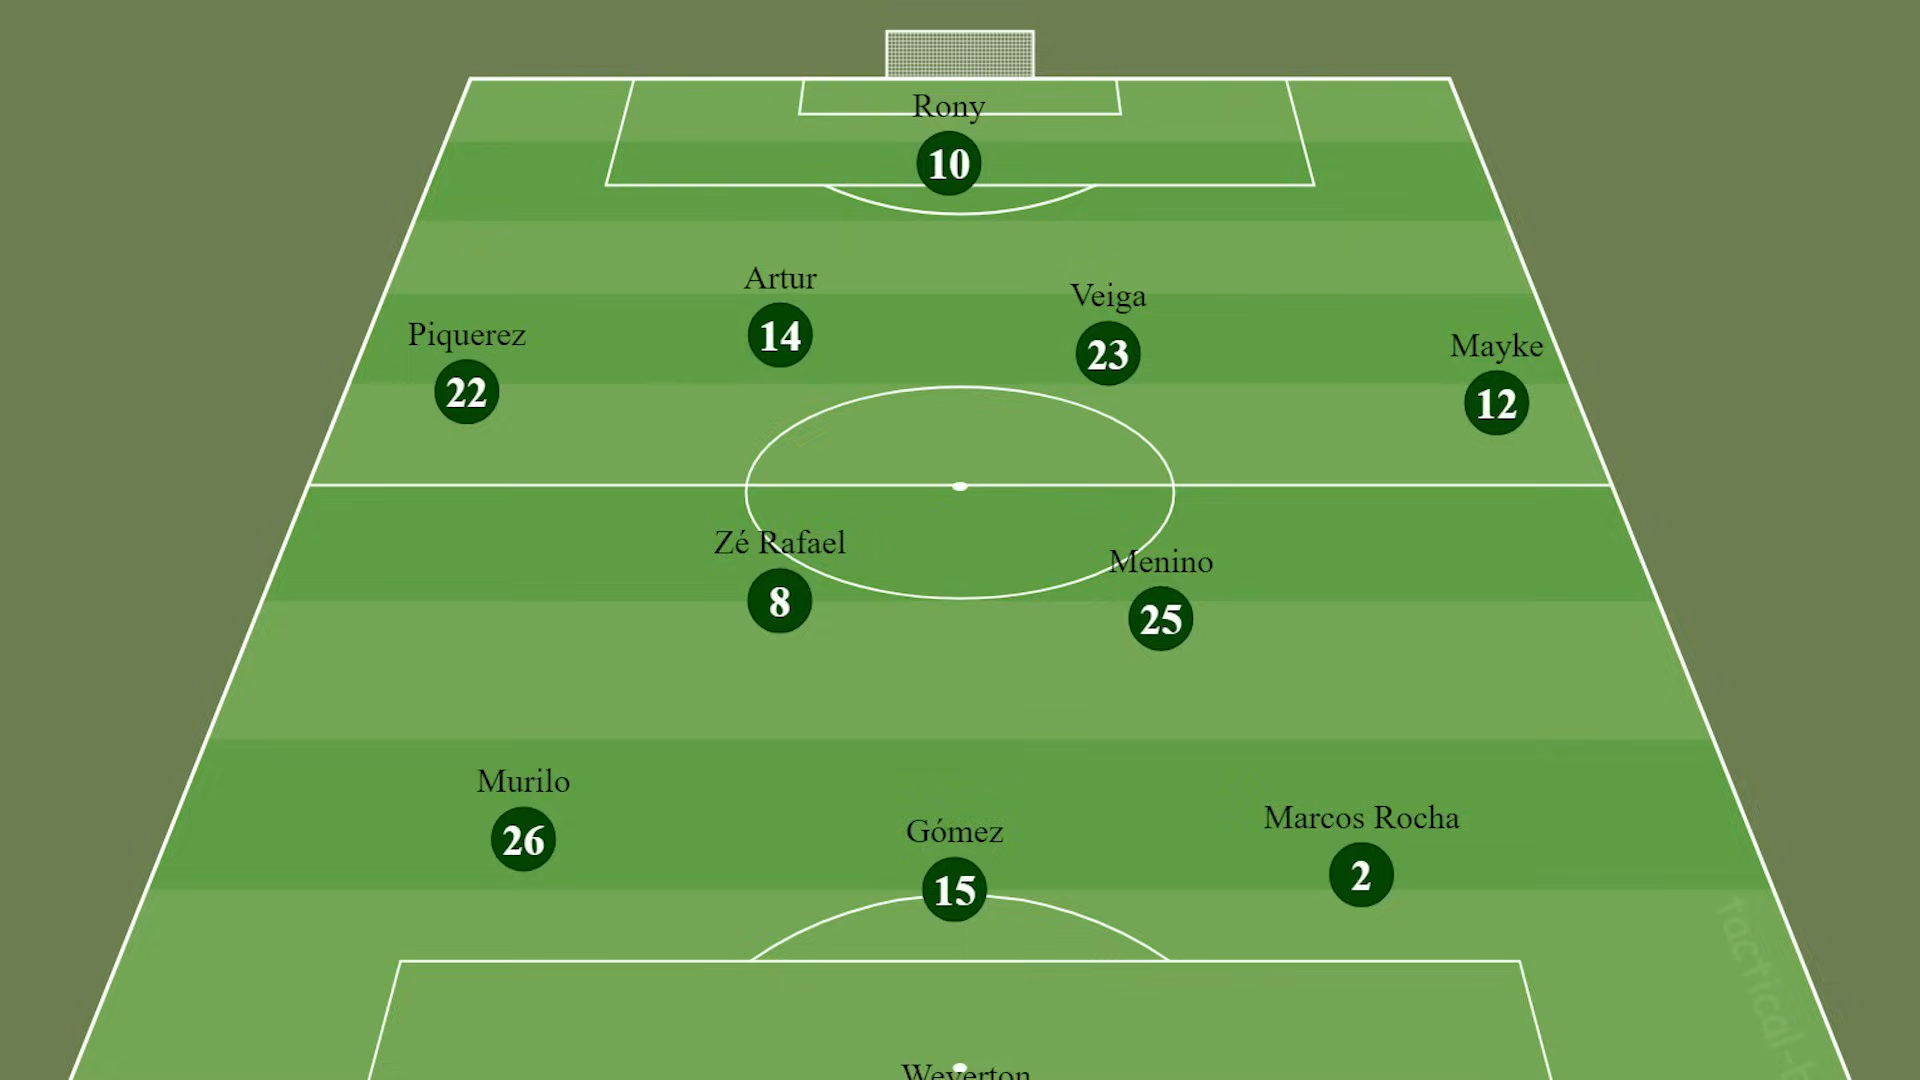 Rony
10
Artur
14
Veiga
23
Piquerez
22
Mayke
12
Zé Rafael
8
Menino
25
Murilo
26
Gómez
15
Marcos Rocha
2
Weverton
tactical-b